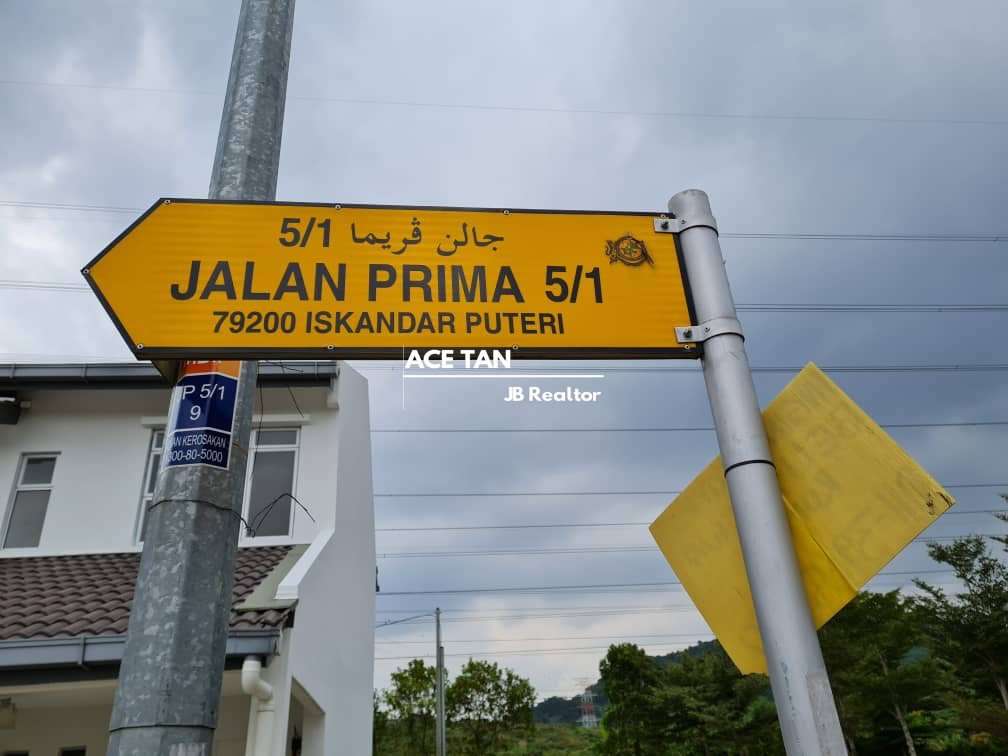 جالن ڤريما 5/1
JALAN PRIMA 5/1
79200 ISKANDAR PUTERI
ACE TAN
JB Realtor
P 5/1
9
KEROSAKAN
300-80-5000